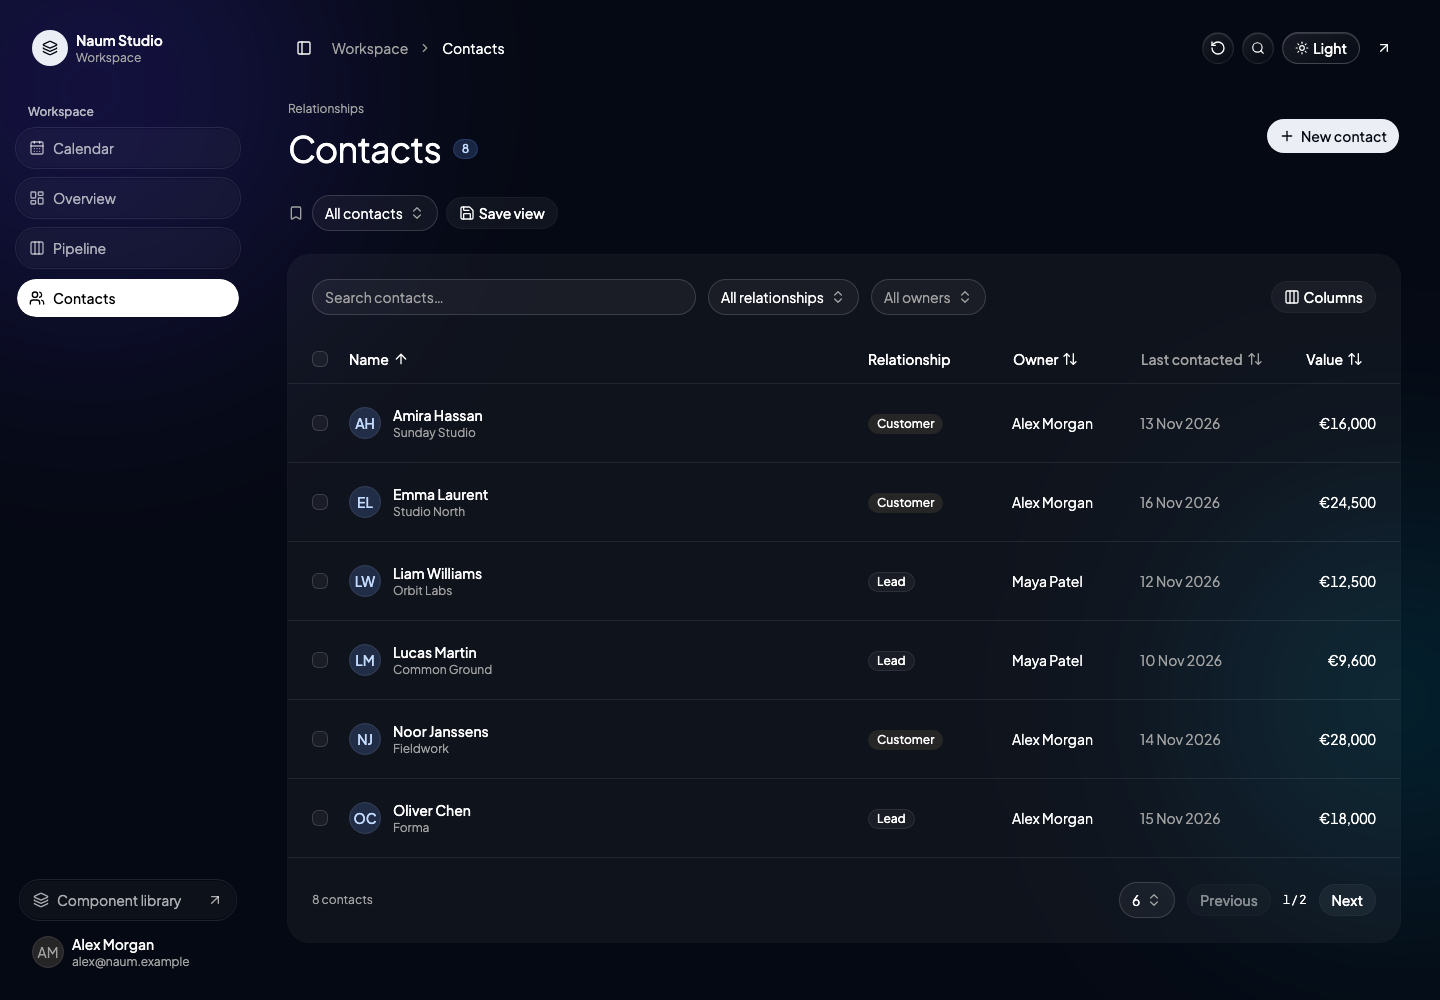 Naum Studio
Workspace
Workspace
Calendar
Overview
Pipeline
Contacts
Component library
AM
Alex Morgan
alex@naum.example
Workspace > Contacts
Light
Relationships
Contacts 8
New contact
All contacts
Save view
Search contacts...
All relationships
All owners
Columns
Name Relationship Owner Last contacted Value
AH Amira Hassan Customer Alex Morgan 13 Nov 2026 €16,000
Sunday Studio
EL Emma Laurent Customer Alex Morgan 16 Nov 2026 €24,500
Studio North
LW Liam Williams Lead Maya Patel 12 Nov 2026 €12,500
Orbit Labs
LM Lucas Martin Lead Maya Patel 10 Nov 2026 €9,600
Common Ground
NJ Noor Janssens Customer Alex Morgan 14 Nov 2026 €28,000
Fieldwork
OC Oliver Chen Lead Alex Morgan 15 Nov 2026 €18,000
Forma
8 contacts 6 Previous 1/2 Next